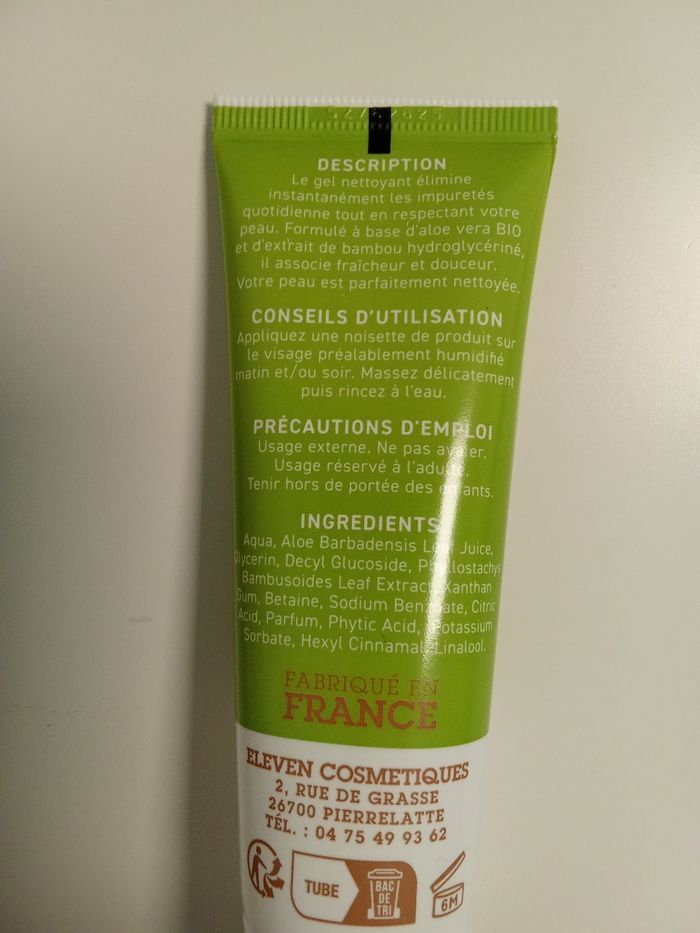 DESCRIPTION
Le gel nettoyant élimine
instantanément les impuretés
quotidienne tout en respectant votre
peau. Formulé à base d'aloe vera BIO
et d'extrait de bambou hydroglycériné,
il associe fraîcheur et douceur.
Votre peau est parfaitement nettoyée.
CONSEILS D'UTILISATION
Appliquez une noisette de produit sur
le visage préalablement humidifié
matin et/ou soir. Massez délicatement
puis rincez à l'eau.
PRÉCAUTIONS D'EMPLOI
Usage externe. Ne pas avaler.
Usage réservé à l'adulte.
Tenir hors de portée des enfants.
INGREDIENTS
Aqua, Aloe Barbadensis Leaf Juice,
Glycerin, Decyl Glucoside, Phyllostachys
Bambusoides Leaf Extract, Xanthan
Gum, Betaine, Sodium Benzoate, Citric
Acid, Parfum, Phytic Acid, Potassium
Sorbate, Hexyl Cinnamal, Linalool.
FABRIQUÉ EN
FRANCE
ELEVEN COSMETIQUES
2, RUE DE GRASSE
26700 PIERRELATTE
TÉL. : 04 75 49 93 62
TUBE
BAC
DE
TRI
6M